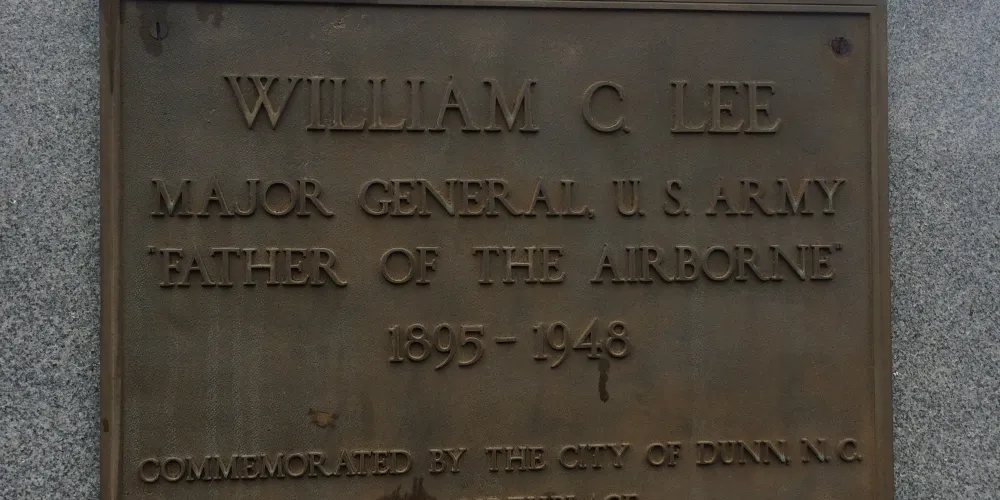 WILLIAM C. LEE
MAJOR GENERAL, U. S. ARMY
"FATHER OF THE AIRBORNE"
1895 - 1948
COMMEMORATED BY THE CITY OF DUNN, N. C.